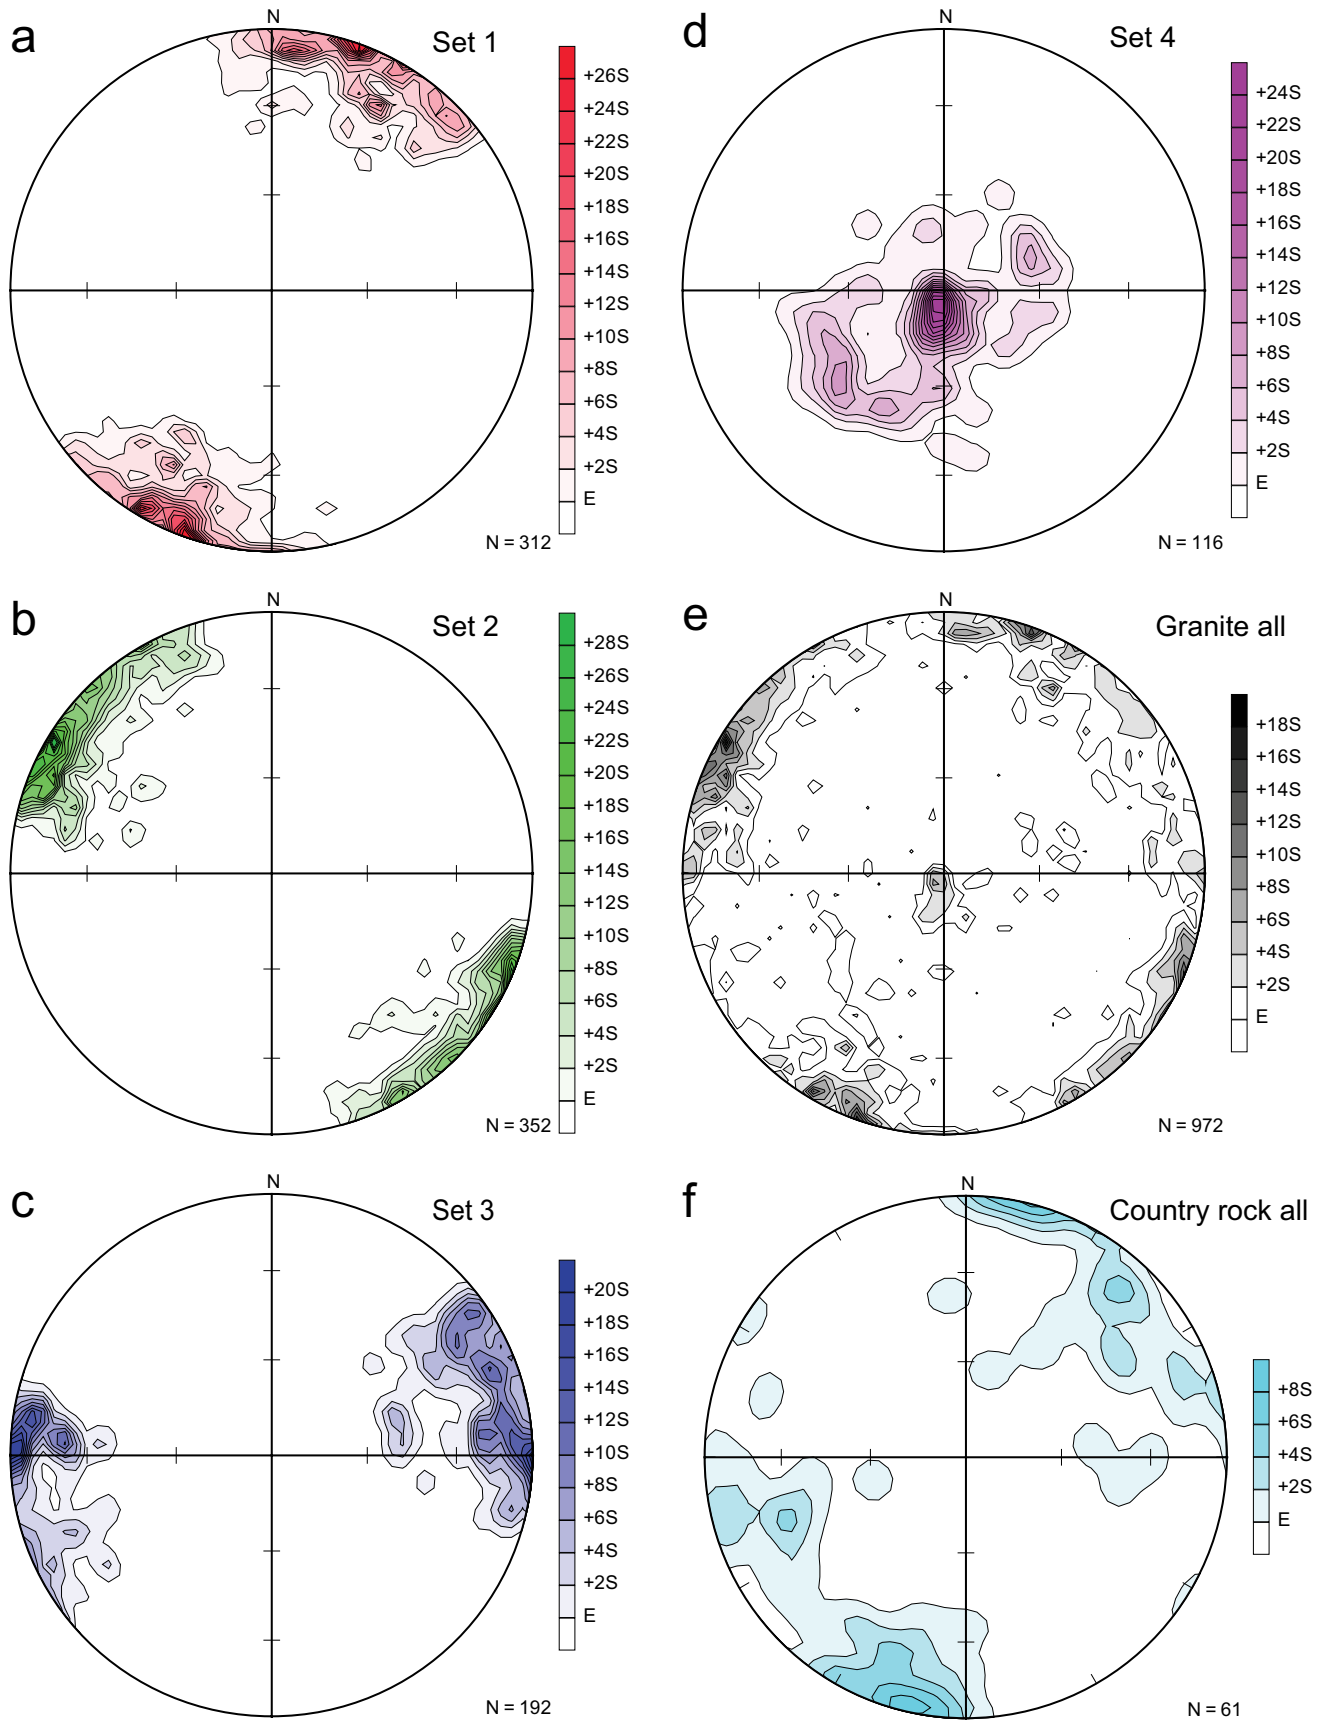 a
N
Set 1
+26S
+24S
+22S
+20S
+18S
+16S
+14S
+12S
+10S
+8S
+6S
+4S
+2S
E
N = 312
d
N
Set 4
+24S
+22S
+20S
+18S
+16S
+14S
+12S
+10S
+8S
+6S
+4S
+2S
E
N = 116
b
N
Set 2
+28S
+26S
+24S
+22S
+20S
+18S
+16S
+14S
+12S
+10S
+8S
+6S
+4S
+2S
E
N = 352
e
N
Granite all
+18S
+16S
+14S
+12S
+10S
+8S
+6S
+4S
+2S
E
N = 972
c
N
Set 3
+20S
+18S
+16S
+14S
+12S
+10S
+8S
+6S
+4S
+2S
E
N = 192
f
N
Country rock all
+8S
+6S
+4S
+2S
E
N = 61